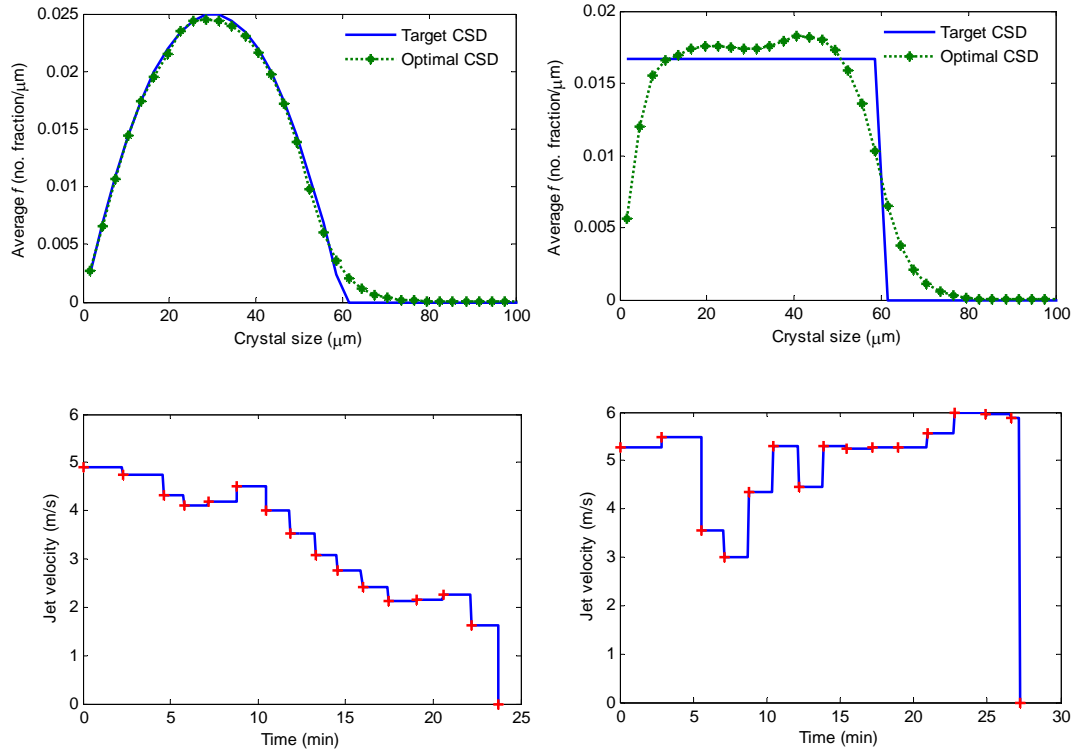 0.025
0.02
0.015
0.01
0.005
0
Average f (no. fraction/μm)
Target CSD
Optimal CSD
0 20 40 60 80 100
Crystal size (μm)
0.02
0.015
0.01
0.005
0
Average f (no. fraction/μm)
Target CSD
Optimal CSD
0 20 40 60 80 100
Crystal size (μm)
6
5
4
3
2
1
0
Jet velocity (m/s)
0 5 10 15 20 25
Time (min)
6
5
4
3
2
1
0
Jet velocity (m/s)
0 5 10 15 20 25 30
Time (min)